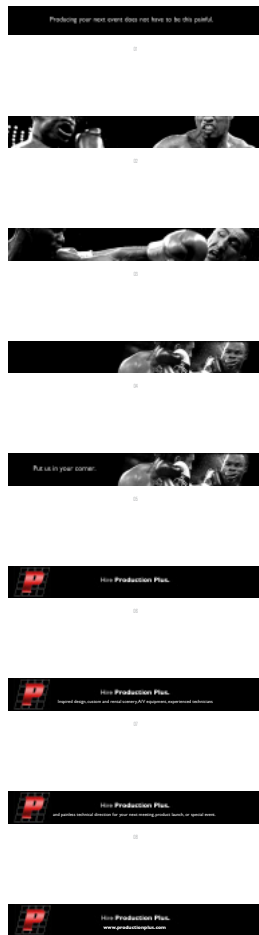 Producing your next event does not have to be this painful.
Put us in your corner.
P
Hire Production Plus.
P
Hire Production Plus.
Inspired design, custom and rental scenery, A/V equipment, experienced technicians
P
Hire Production Plus.
and painless technical direction for your next meeting, product launch, or special event.
P
Hire Production Plus.
www.productionplus.com